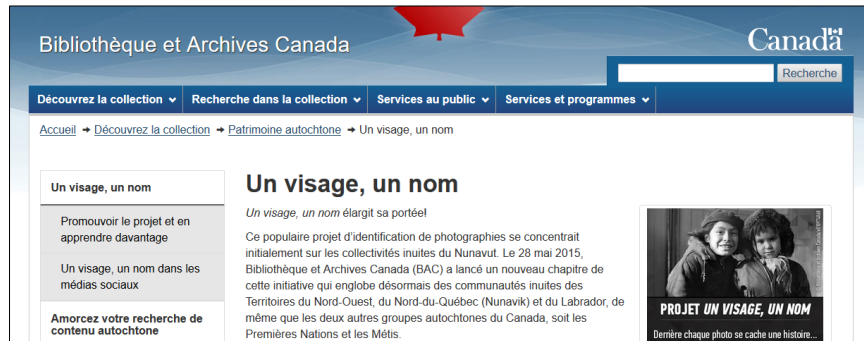 Bibliothèque et Archives Canada
Canada
Recherche
Découvrez la collection Recherche dans la collection Services au public Services et programmes
Accueil → Découvrez la collection → Patrimoine autochtone → Un visage, un nom
Un visage, un nom
Promouvoir le projet et en
apprendre davantage
Un visage, un nom dans les
médias sociaux
Amorcez votre recherche de
contenu autochtone
Un visage, un nom
Un visage, un nom élargit sa portée!
Ce populaire projet d'identification de photographies se concentrait
initialement sur les collectivités inuites du Nunavut. Le 28 mai 2015,
Bibliothèque et Archives Canada (BAC) a lancé un nouveau chapitre de
cette initiative qui englobe désormais des communautés inuites des
Territoires du Nord-Ouest, du Nord-du-Québec (Nunavik) et du Labrador, de
même que les deux autres groupes autochtones du Canada, soit les
Premières Nations et les Métis.
PROJET UN VISAGE, UN NOM
Derrière chaque photo se cache une histoire...